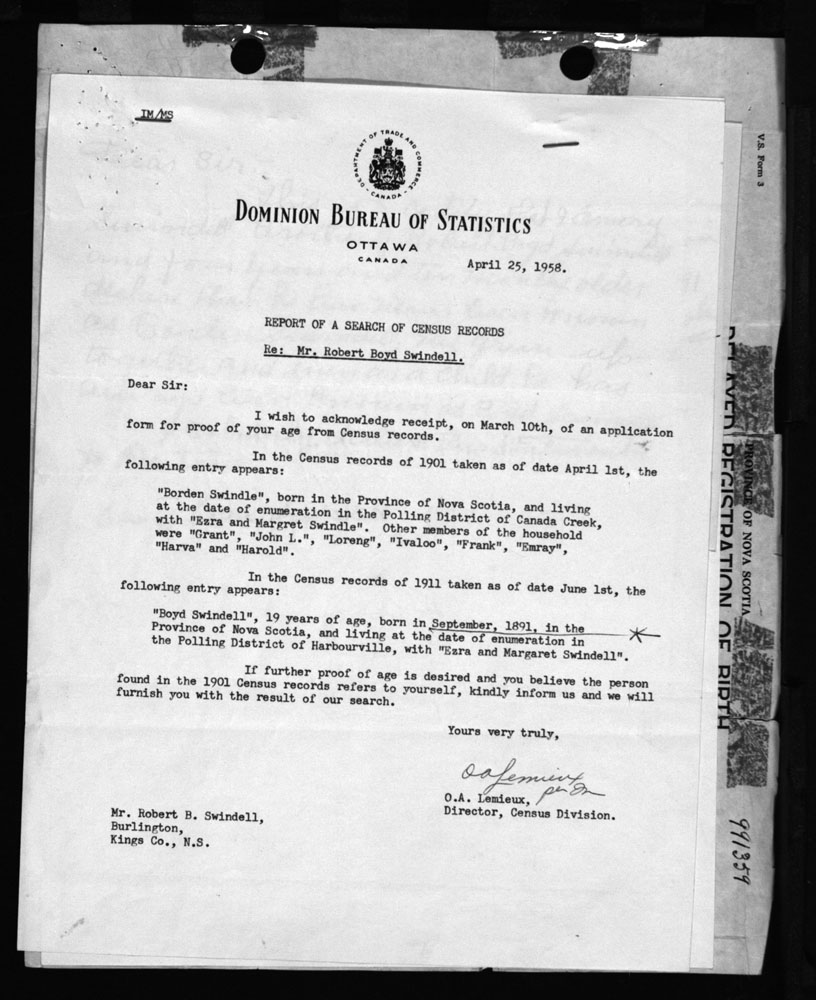 IM/MS
DEPARTMENT OF TRADE AND COMMERCE
CANADA
DOMINION BUREAU OF STATISTICS
OTTAWA
CANADA
April 25, 1958.
REPORT OF A SEARCH OF CENSUS RECORDS
Re: Mr. Robert Boyd Swindell.
Dear Sir:
I wish to acknowledge receipt, on March 10th, of an application
form for proof of your age from Census records.
In the Census records of 1901 taken as of date April 1st, the
following entry appears:
"Borden Swindle", born in the Province of Nova Scotia, and living
at the date of enumeration in the Polling District of Canada Creek,
with "Ezra and Margret Swindle". Other members of the household
were "Grant", "John L.", "Loreng", "Ivaloo", "Frank", "Emray",
"Harva" and "Harold".
In the Census records of 1911 taken as of date June 1st, the
following entry appears:
"Boyd Swindell", 19 years of age, born in September, 1891, in the
Province of Nova Scotia, and living at the date of enumeration in
the Polling District of Harbourville, with "Ezra and Margaret Swindell".
If further proof of age is desired and you believe the person
found in the 1901 Census records refers to yourself, kindly inform us and we will
furnish you with the result of our search.
Yours very truly,
OALemieux
per
O.A. Lemieux,
Director, Census Division.
Mr. Robert B. Swindell,
Burlington,
Kings Co., N.S.
V.S. Form 3
PROVINCE OF NOVA SCOTIA
DELAYED REGISTRATION OF BIRTH
991359